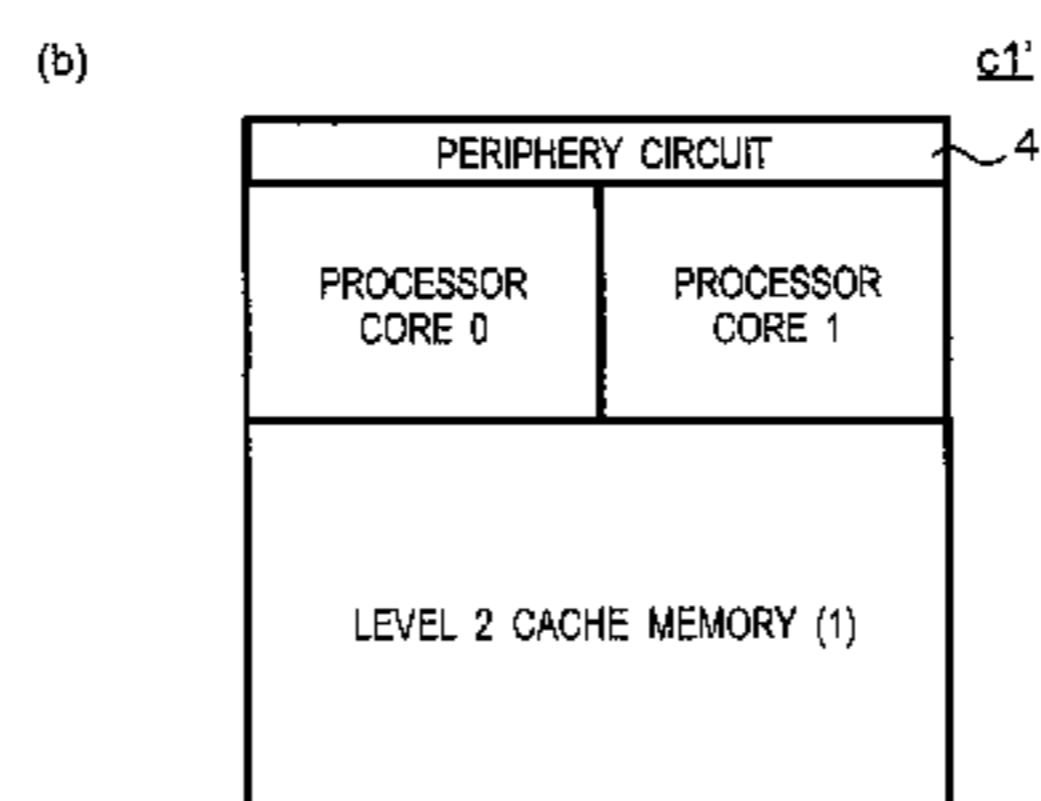 (b)
c1'
PERIPHERY CIRCUIT
4
PROCESSOR
CORE 0
PROCESSOR
CORE 1
LEVEL 2 CACHE MEMORY (1)